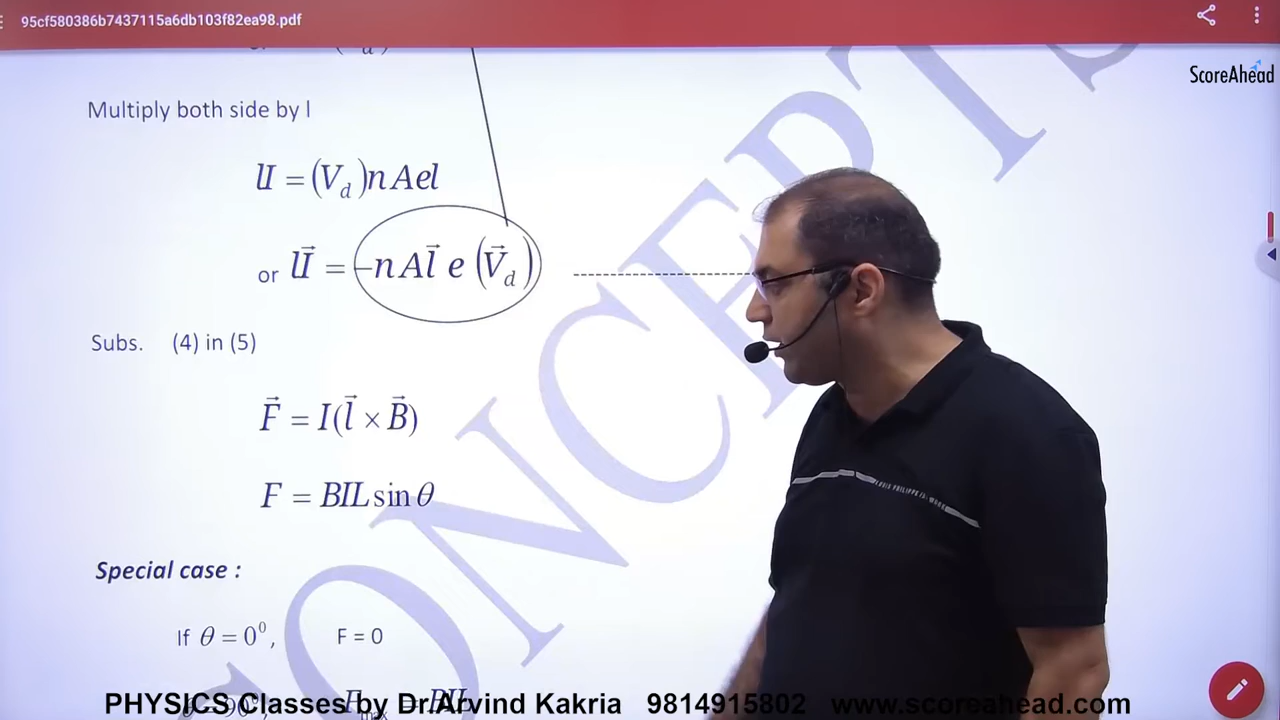 95cf580386b7437115a6db103f82ea98.pdf
ScoreAhead
Multiply both side by l
lI = (V_d)nAel
or lI⃗ = –nAl⃗ e (V⃗_d)
Subs. (4) in (5)
F⃗ = I(l⃗ × B⃗)
F = BIL sin θ
Special case :
If θ = 0⁰, F = 0
PHYSICS Classes by Dr.Arvind Kakria 9814915802 www.scoreahead.com
CONCEPT